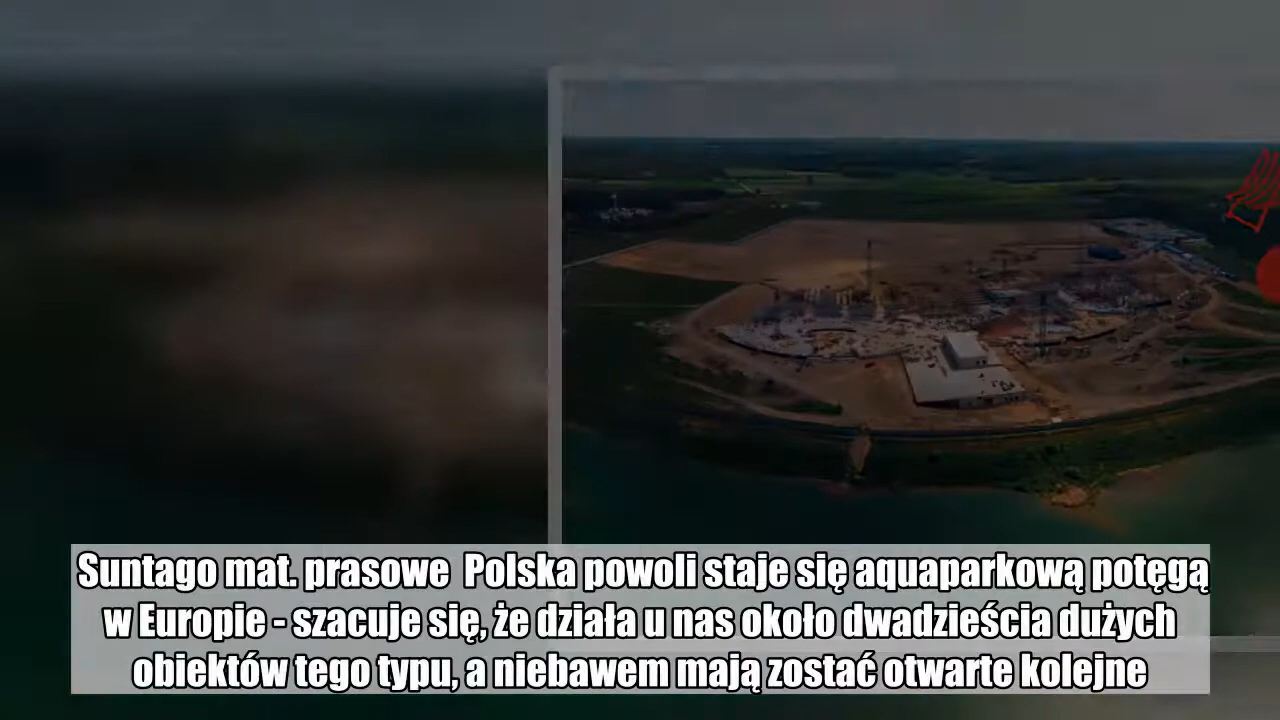 Suntago mat. prasowe Polska powoli staje się aquaparkową potęgą
w Europie - szacuje się, że działa u nas około dwadzieścia dużych
obiektów tego typu, a niebawem mają zostać otwarte kolejne